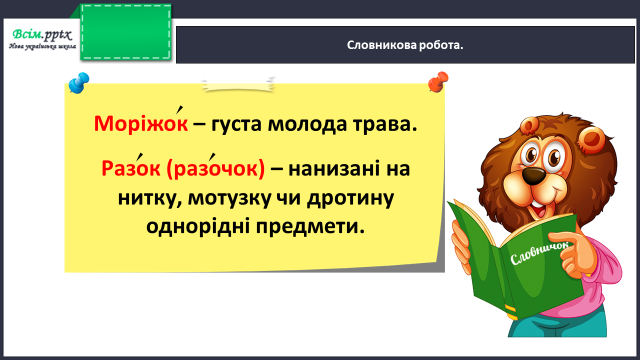 Всім.pptx
Нова українська школа
Словникова робота.
Моріжо́к – густа молода трава.
Разо́к (разо́чок) – нанизані на
нитку, мотузку чи дротину
однорідні предмети.
Словничок